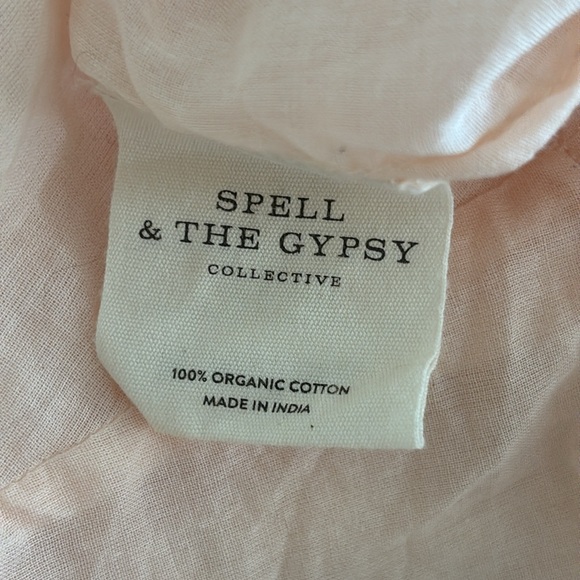 SPELL
& THE GYPSY
COLLECTIVE
100% ORGANIC COTTON
MADE IN INDIA